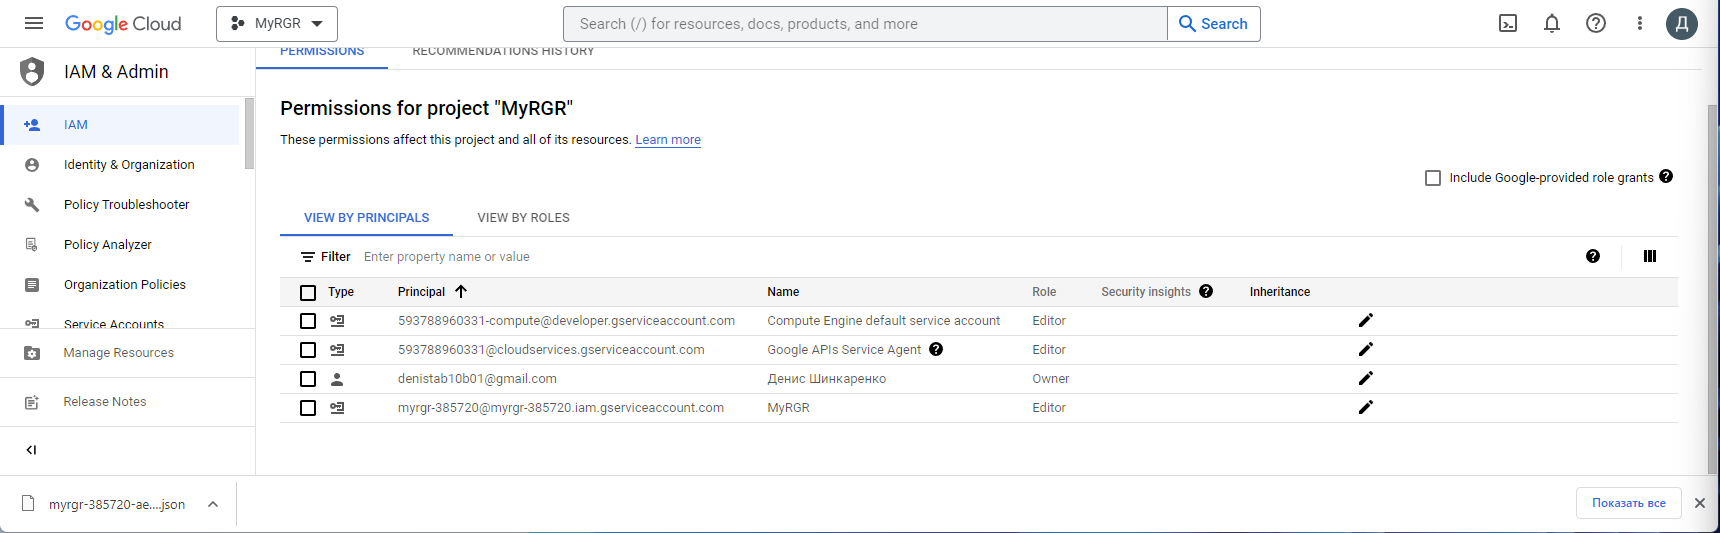 Google Cloud
MyRGR
Search (/) for resources, docs, products, and more
Search
Д
IAM & Admin
IAM
Identity & Organization
Policy Troubleshooter
Policy Analyzer
Organization Policies
Service Accounts
Manage Resources
Release Notes
PERMISSIONS
RECOMMENDATIONS HISTORY
Permissions for project "MyRGR"
These permissions affect this project and all of its resources. Learn more
Include Google-provided role grants
VIEW BY PRINCIPALS
VIEW BY ROLES
Filter Enter property name or value
Type Principal Name Role Security insights Inheritance
593788960331-compute@developer.gserviceaccount.com Compute Engine default service account Editor
593788960331@cloudservices.gserviceaccount.com Google APIs Service Agent Editor
denistab10b01@gmail.com Денис Шинкаренко Owner
myrgr-385720@myrgr-385720.iam.gserviceaccount.com MyRGR Editor
myrgr-385720-ae....json
Показать все